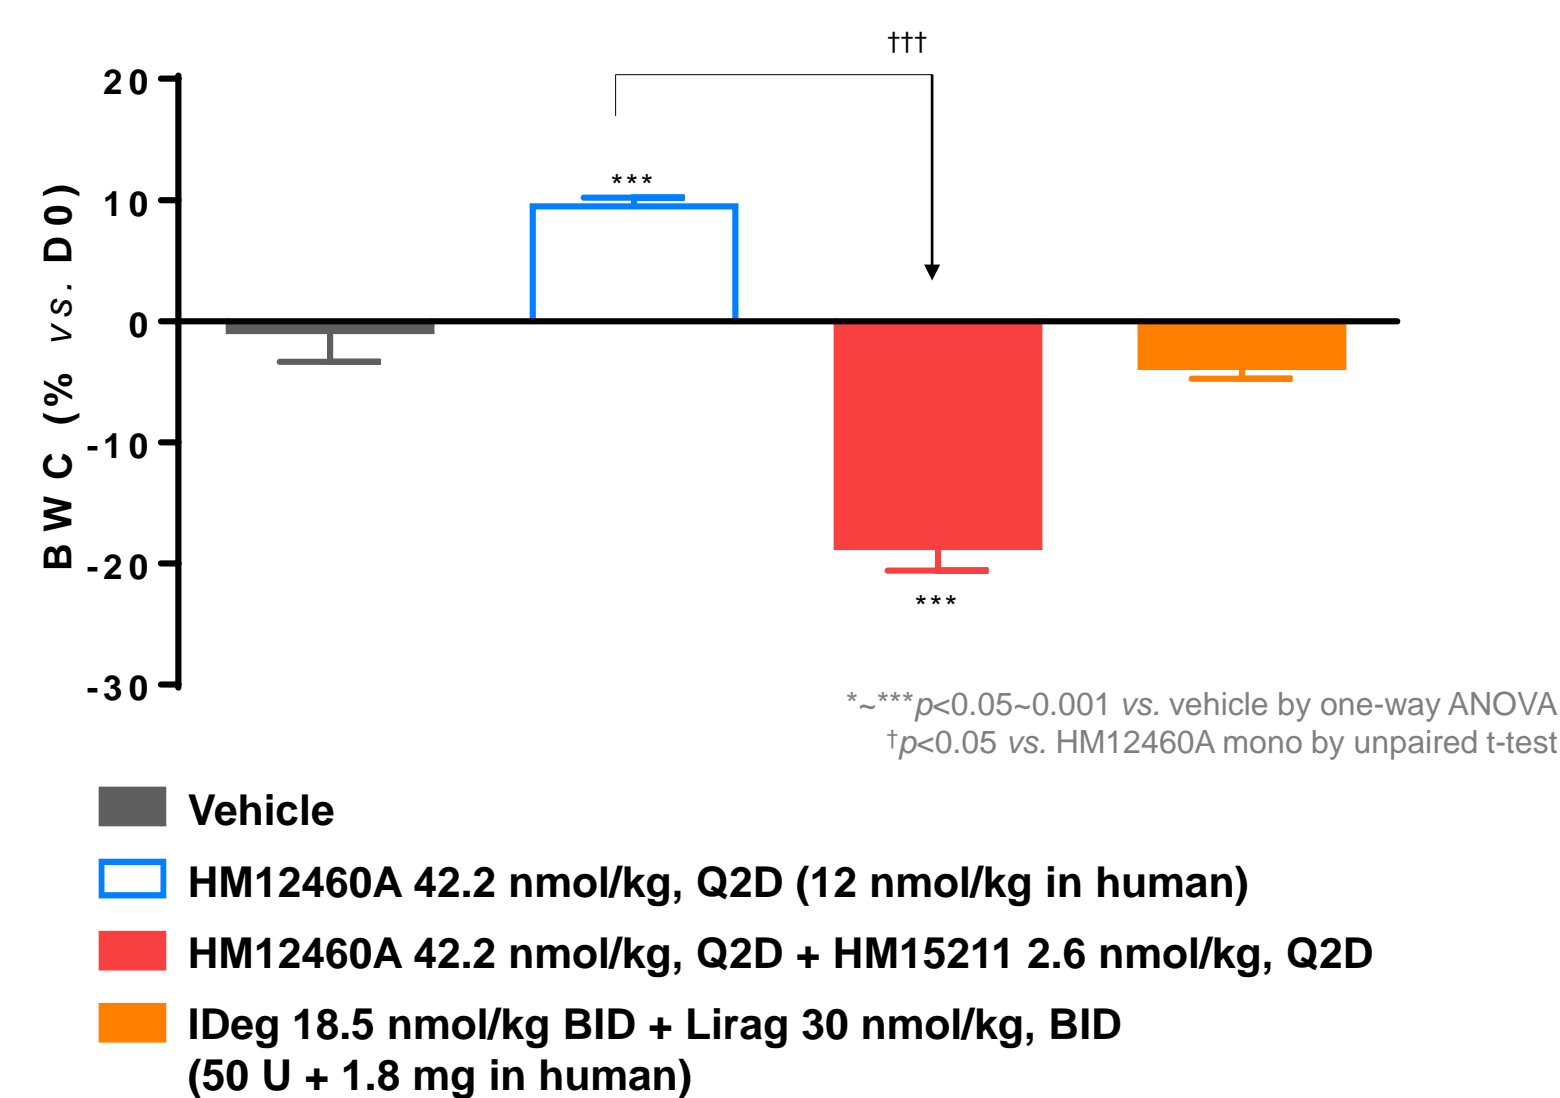 †††
20
10
0
-10
-20
-30
BWC (% vs. D0)
***
***
*~***p<0.05~0.001 vs. vehicle by one-way ANOVA
†p<0.05 vs. HM12460A mono by unpaired t-test
Vehicle
HM12460A 42.2 nmol/kg, Q2D (12 nmol/kg in human)
HM12460A 42.2 nmol/kg, Q2D + HM15211 2.6 nmol/kg, Q2D
IDeg 18.5 nmol/kg BID + Lirag 30 nmol/kg, BID
(50 U + 1.8 mg in human)